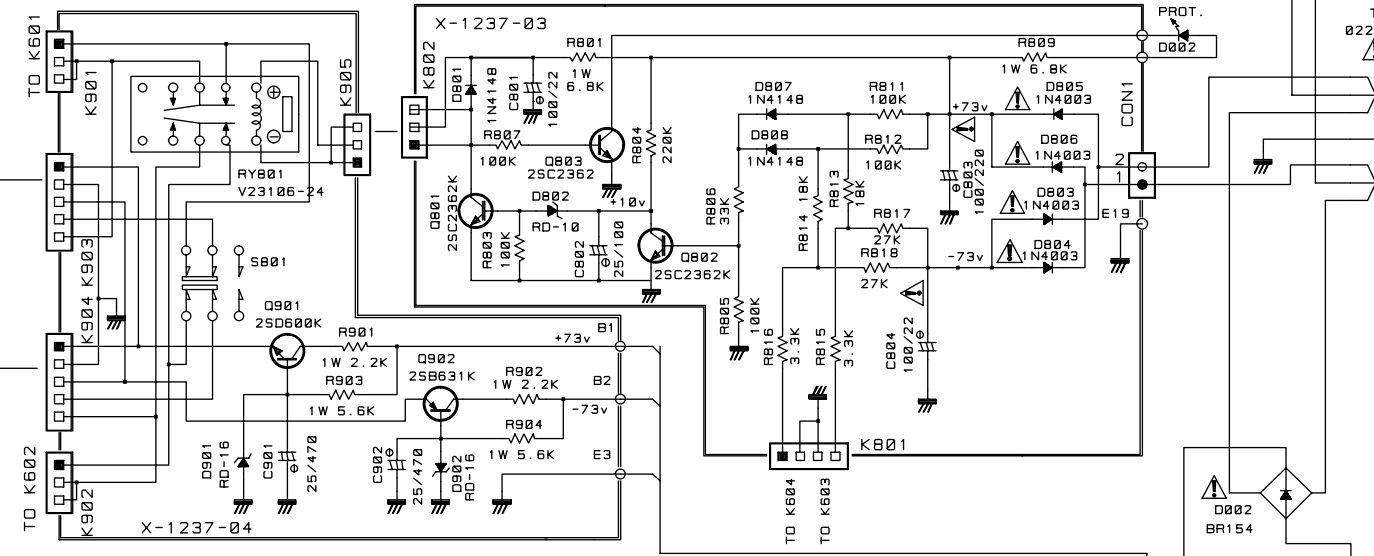 TO K601
K901
K905
X-1237-03
K802
D801
1N4148
C801
100/22
R801
1W
6.8K
R807
100K
Q803
2SC2362
R804
220K
D807
1N4148
D808
1N4148
R811
100K
R812
100K
R809
1W 6.8K
PROT.
D002
022
+73v
D805
1N4003
D806
1N4003
D803
1N4003
D804
1N4003
CON1
2
1
E19
C803
100/220
RY801
V23106-24
Q801
2SC2362K
D802
RD-10
+10v
R803
100K
C802
25/100
Q802
2SC2362K
R806
33K
R814 18K
R813
18K
R817
27K
R818
27K
-73v
R805
100K
R816
3.3K
R815
3.3K
C804
100/22
K904 K903
S801
Q901
2SD600K
R901
1W 2.2K
R903
1W 5.6K
+73v
B1
Q902
2SB631K
R902
1W 2.2K
B2
-73v
R904
1W 5.6K
E3
D901
RD-16
C901
25/470
C902
25/470
D902
RD-16
TO K602
K902
X-1237-04
K801
TO K604
TO K603
D002
BR154